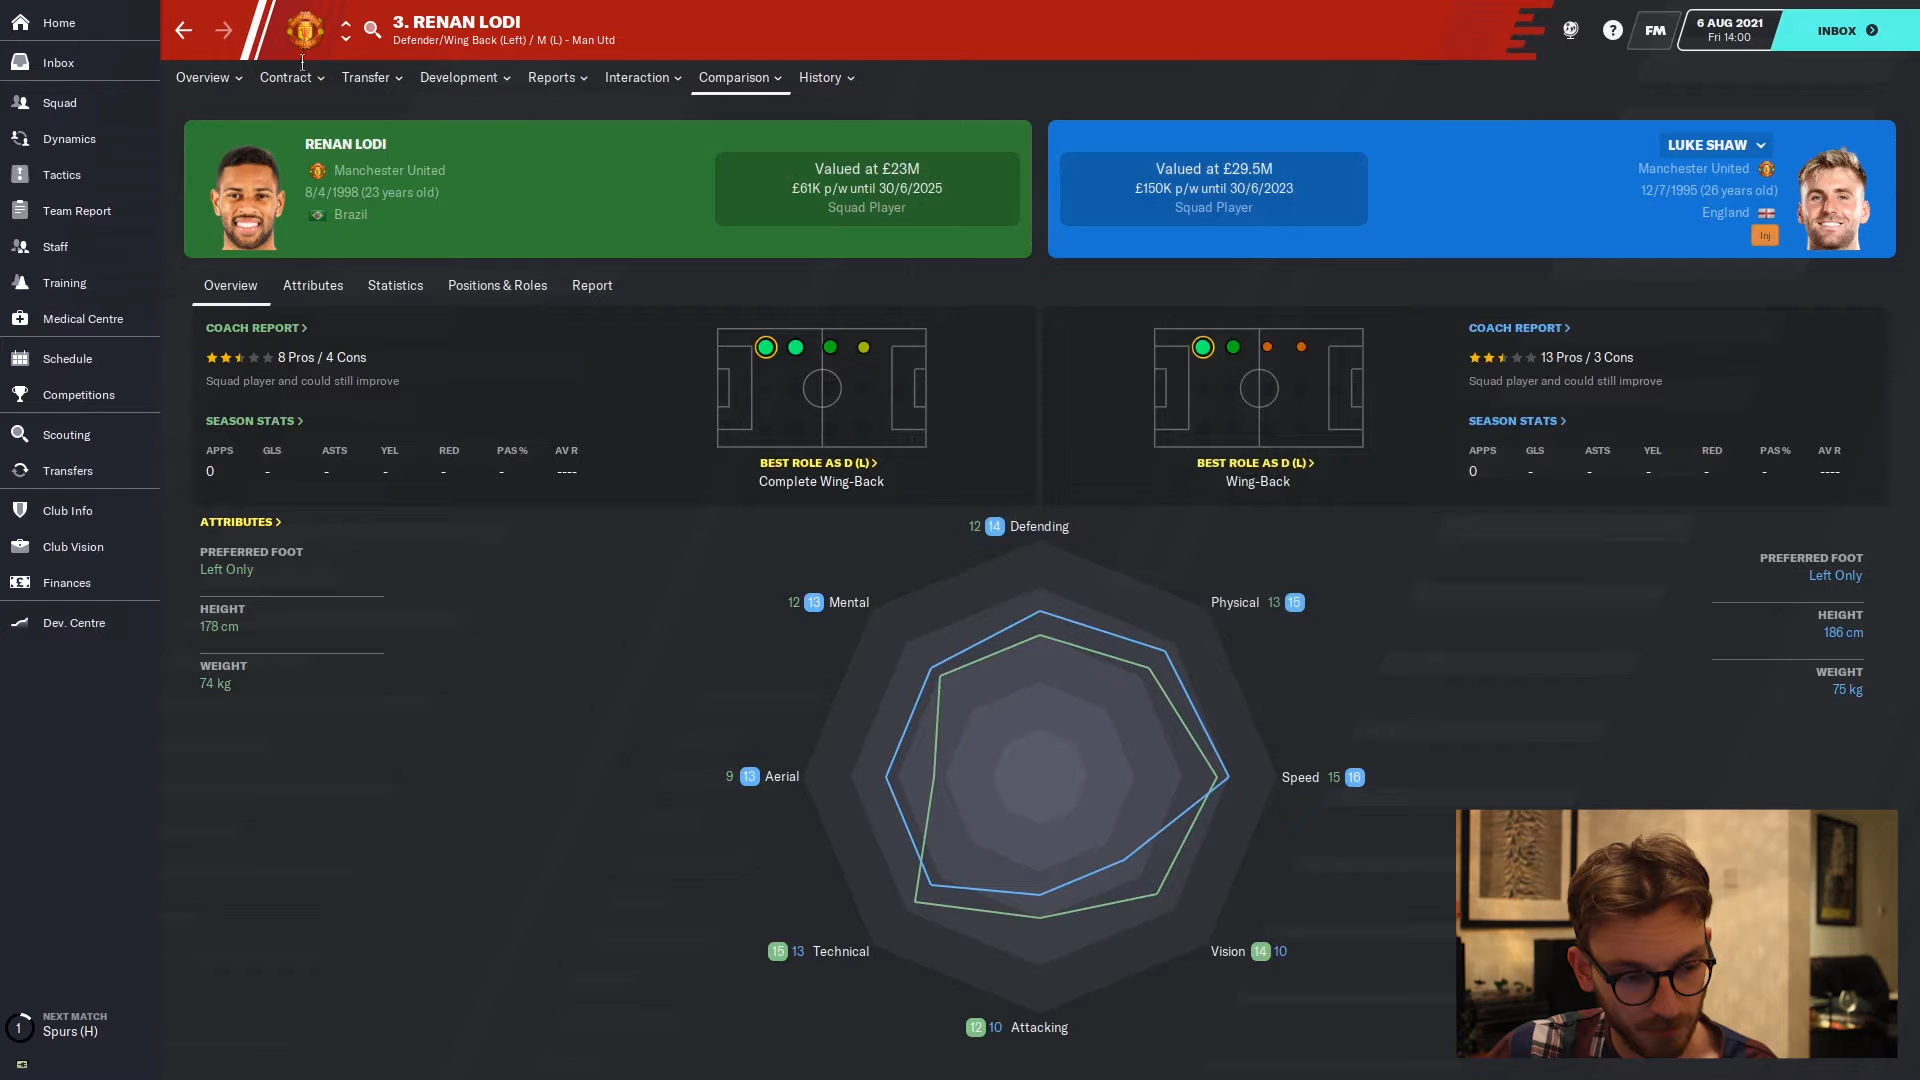 Home
Inbox
Squad
Dynamics
Tactics
Team Report
Staff
Training
Medical Centre
Schedule
Competitions
Scouting
Transfers
Club Info
Club Vision
Finances
Dev. Centre
1
NEXT MATCH
Spurs (H)
3. RENAN LODI
Defender/Wing Back (Left) / M (L) - Man Utd
?
FM
6 AUG 2021
Fri 14:00
INBOX
Overview
Contract
Transfer
Development
Reports
Interaction
Comparison
History
RENAN LODI
Manchester United
8/4/1998 (23 years old)
Brazil
Valued at £23M
£61K p/w until 30/6/2025
Squad Player
Valued at £29.5M
£150K p/w until 30/6/2023
Squad Player
LUKE SHAW
Manchester United
12/7/1995 (26 years old)
England
Inj
Overview
Attributes
Statistics
Positions & Roles
Report
COACH REPORT >
8 Pros / 4 Cons
Squad player and could still improve
SEASON STATS >
APPS GLS ASTS YEL RED PAS% AV R
0 - - - - - ----
BEST ROLE AS D (L) >
Complete Wing-Back
BEST ROLE AS D (L) >
Wing-Back
COACH REPORT >
13 Pros / 3 Cons
Squad player and could still improve
SEASON STATS >
APPS GLS ASTS YEL RED PAS% AV R
0 - - - - - ----
ATTRIBUTES >
PREFERRED FOOT
Left Only
HEIGHT
178 cm
WEIGHT
74 kg
12 14 Defending
12 13 Mental
Physical 13 15
9 13 Aerial
Speed 15 16
15 13 Technical
Vision 14 10
12 10 Attacking
PREFERRED FOOT
Left Only
HEIGHT
186 cm
WEIGHT
75 kg